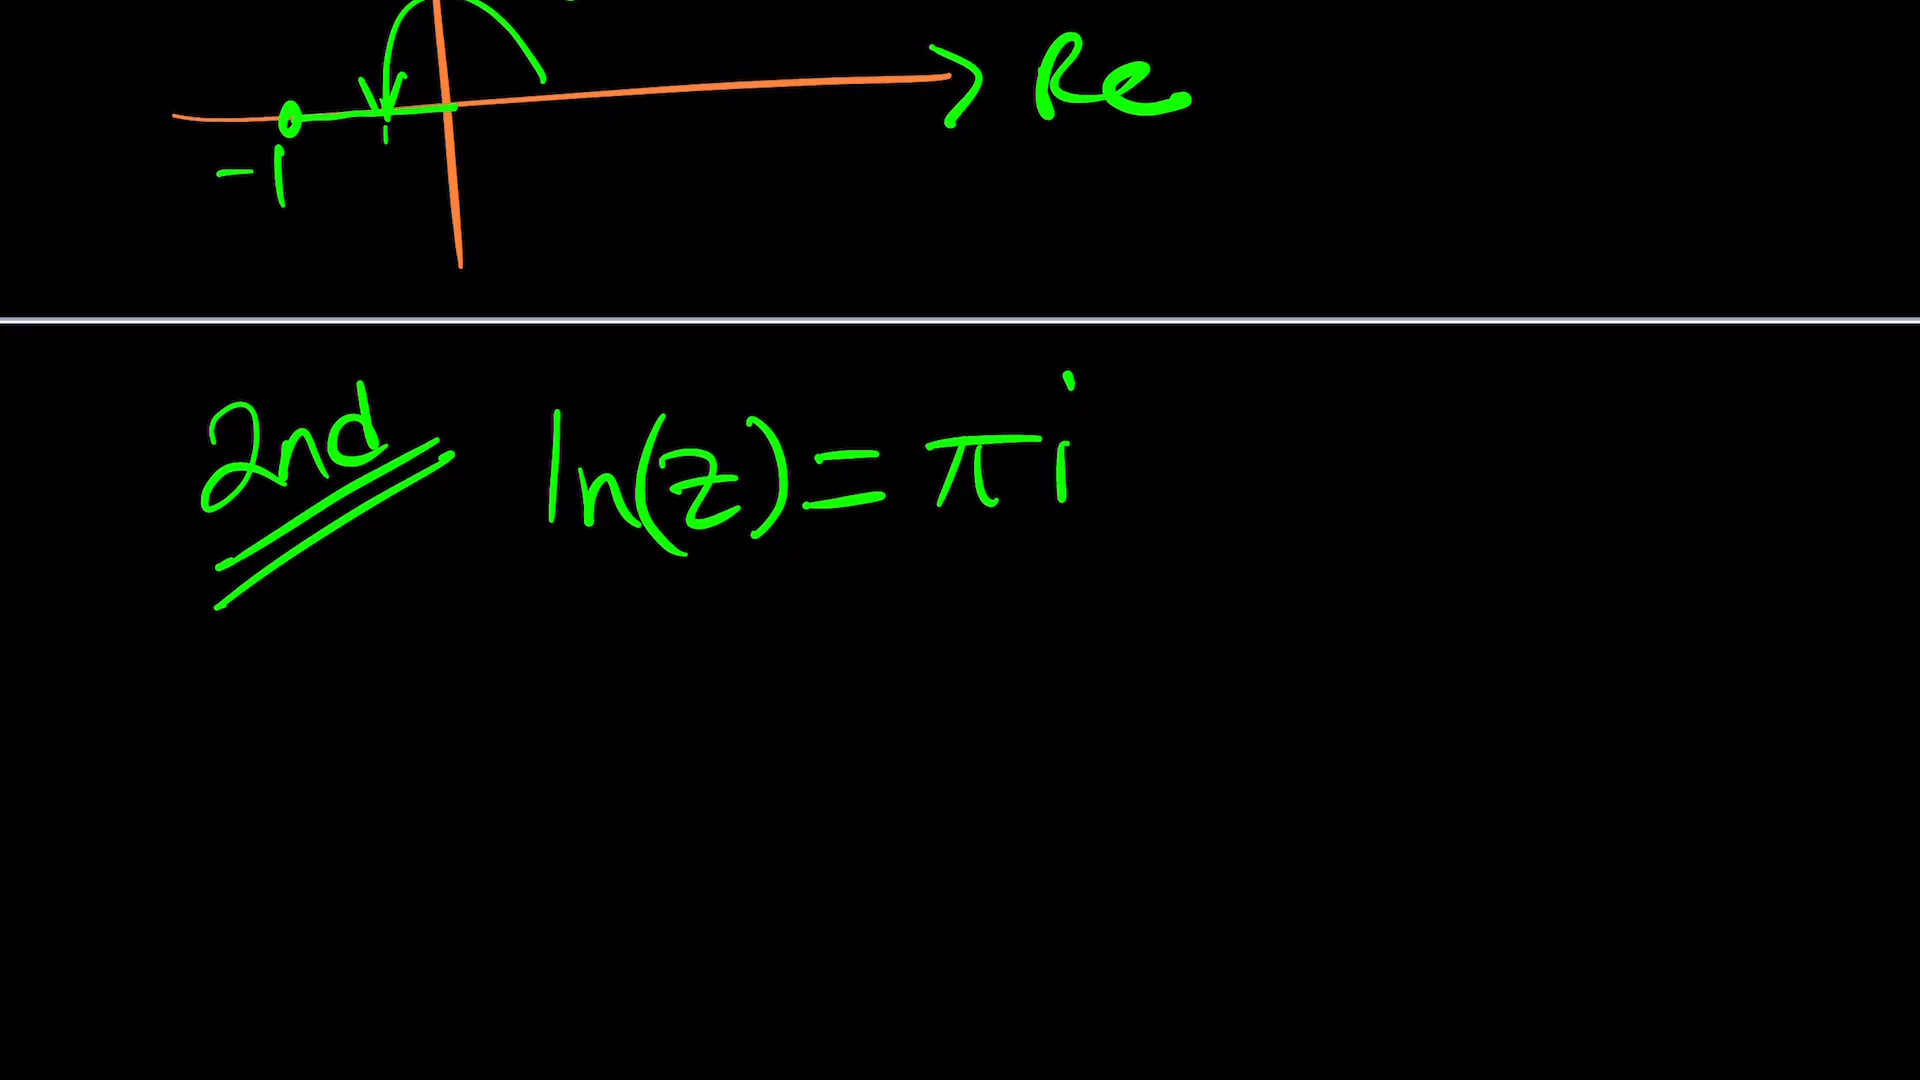 Re
-1
2nd ln(z) = πi